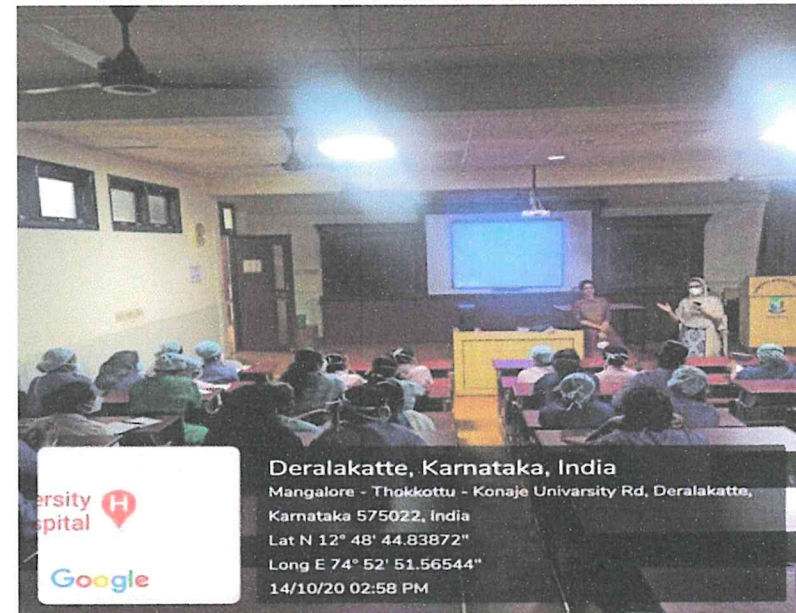 ersity
spital
H
Google
Deralakatte, Karnataka, India
Mangalore - Thokkottu - Konaje Univarsity Rd, Deralakatte,
Karnataka 575022, India
Lat N 12° 48' 44.83872"
Long E 74° 52' 51.56544"
14/10/20 02:58 PM